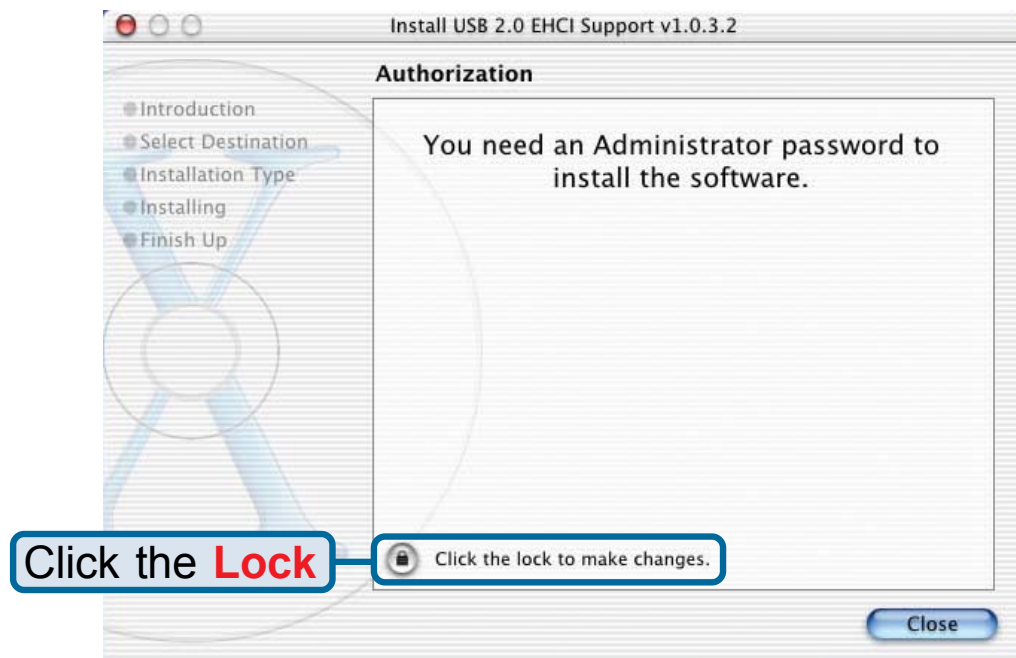 Install USB 2.0 EHCI Support v1.0.3.2
Authorization
Introduction
Select Destination
Installation Type
Installing
Finish Up
You need an Administrator password to
install the software.
Click the Lock
Click the lock to make changes.
Close